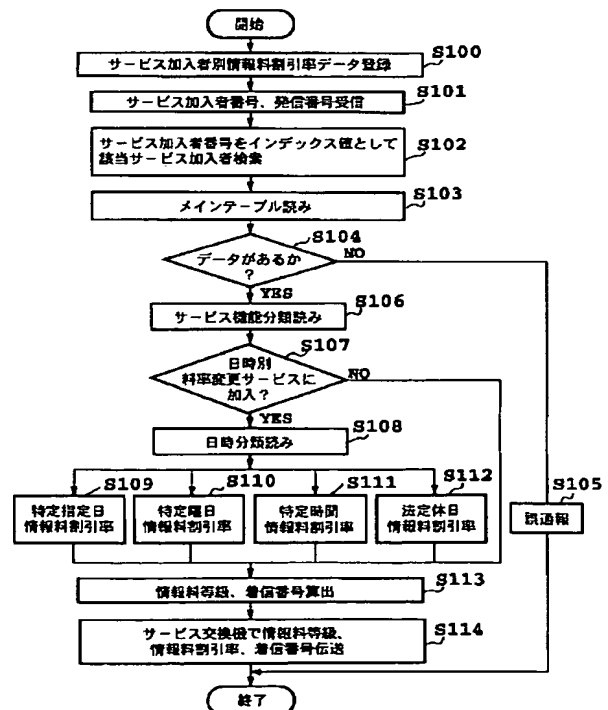 開始
S100
サービス加入者別情報料割引率データ登録
S101
サービス加入者番号、発信番号受信
S102
サービス加入者番号をインデックス値として
該当サービス加入者検索
S103
メインテーブル読み
S104
データがあるか
?
NO
YES
S106
サービス機能分類読み
S107
日時別
料率変更サービスに
加入?
NO
YES
S108
日時分類読み
S109
特定指定日
情報料割引率
S110
特定曜日
情報料割引率
S111
特定時間
情報料割引率
S112
法定休日
情報料割引率
S105
誤通報
S113
情報料等級、着信番号算出
S114
サービス交換機で情報料等級、
情報料割引率、着信番号伝送
終了